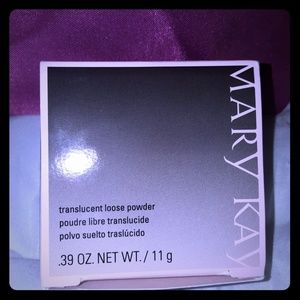 MARY KAY
translucent loose powder
poudre libre translucide
polvo suelto traslúcido
.39 OZ. NET WT. / 11 g